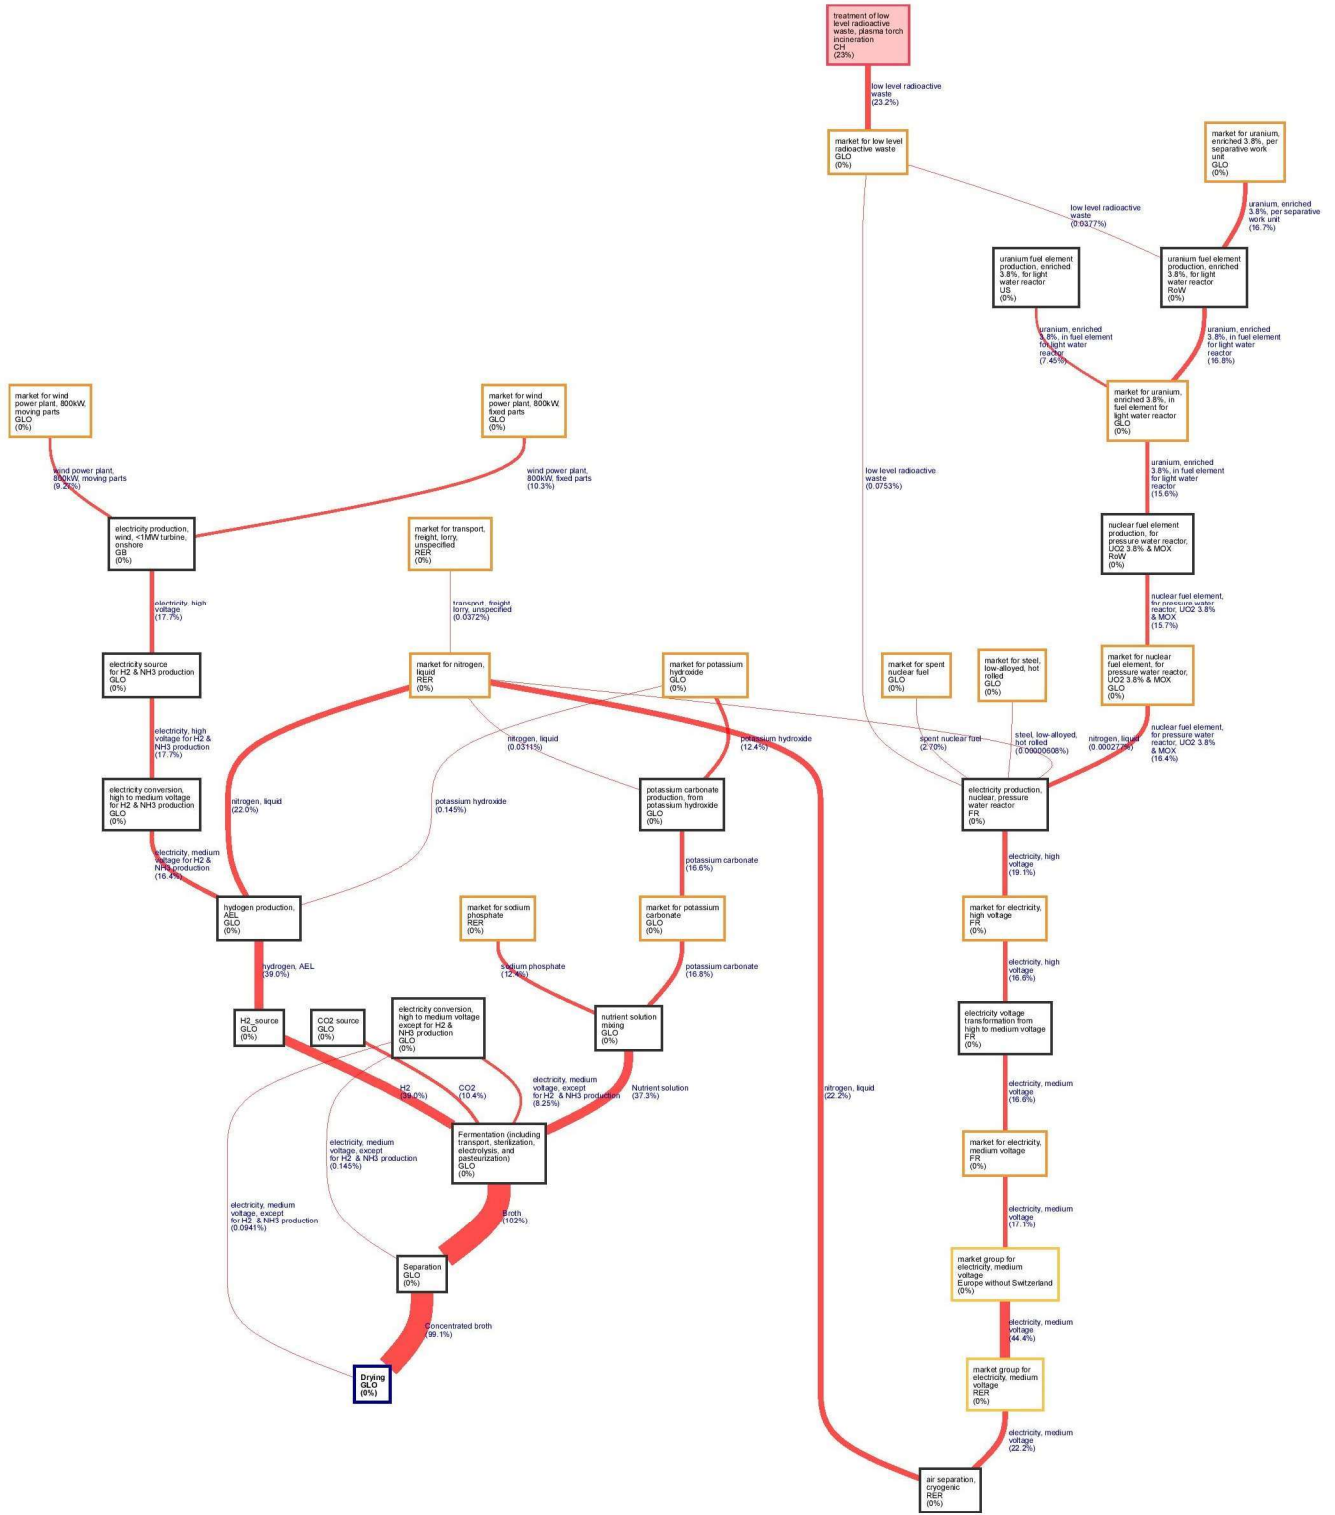 treatment of low
level radioactive
waste, plasma torch
incineration
CH
(23%)
low level radioactive
waste
(23.2%)
market for low level
radioactive waste
GLO
(0%)
market for uranium,
enriched 3.8%, per
separative work
unit
GLO
(0%)
low level radioactive
waste
(0.0377%)
uranium, enriched
3.8%, per separative
work unit
(16.7%)
uranium fuel element
production, enriched
3.8%, for light
water reactor
US
(0%)
uranium fuel element
production, enriched
3.8%, for light
water reactor
RoW
(0%)
uranium, enriched
3.8%, in fuel element
for light water
reactor
(7.45%)
uranium, enriched
3.8%, in fuel element
for light water
reactor
(16.8%)
market for wind
power plant, 800kW,
moving parts
GLO
(0%)
market for wind
power plant, 800kW,
fixed parts
GLO
(0%)
market for uranium,
enriched 3.8%, in
fuel element for
light water reactor
GLO
(0%)
wind power plant,
800kW, moving parts
(9.27%)
wind power plant,
800kW, fixed parts
(10.3%)
low level radioactive
waste
(0.0753%)
uranium, enriched
3.8%, in fuel element
for light water
reactor
(15.6%)
electricity production,
wind, <1MW turbine,
onshore
GB
(0%)
market for transport,
freight, lorry,
unspecified
RER
(0%)
nuclear fuel element
production, for
pressure water reactor,
UO2 3.8% & MOX
RoW
(0%)
electricity, high
voltage
(17.7%)
transport, freight,
lorry, unspecified
(0.0372%)
nuclear fuel element,
for pressure water
reactor, UO2 3.8%
& MOX
(15.7%)
electricity source
for H2 & NH3 production
GLO
(0%)
market for nitrogen,
liquid
RER
(0%)
market for potassium
hydroxide
GLO
(0%)
market for spent
nuclear fuel
GLO
(0%)
market for steel,
low-alloyed, hot
rolled
GLO
(0%)
market for nuclear
fuel element, for
pressure water reactor,
UO2 3.8% & MOX
GLO
(0%)
electricity, high
voltage for H2 &
NH3 production
(17.7%)
nitrogen, liquid
(0.0311%)
potassium hydroxide
(12.4%)
spent nuclear fuel
(2.70%)
steel, low-alloyed,
hot rolled
(0.00000608%)
nitrogen, liquid
(0.000277%)
nuclear fuel element,
for pressure water
reactor, UO2 3.8%
& MOX
(16.4%)
electricity conversion,
high to medium voltage
for H2 & NH3 production
GLO
(0%)
nitrogen, liquid
(22.0%)
potassium hydroxide
(0.145%)
potassium carbonate
production, from
potassium hydroxide
GLO
(0%)
electricity production,
nuclear, pressure
water reactor
FR
(0%)
electricity, medium
voltage for H2 &
NH3 production
(16.4%)
potassium carbonate
(16.6%)
electricity, high
voltage
(19.1%)
hydogen production,
AEL
GLO
(0%)
market for sodium
phosphate
RER
(0%)
market for potassium
carbonate
GLO
(0%)
market for electricity,
high voltage
FR
(0%)
hydrogen, AEL
(39.0%)
sodium phosphate
(12.4%)
potassium carbonate
(16.8%)
electricity, high
voltage
(16.6%)
H2_source
GLO
(0%)
CO2 source
GLO
(0%)
electricity conversion,
high to medium voltage
except for H2 &
NH3 production
GLO
(0%)
nutrient solution
mixing
GLO
(0%)
electricity voltage
transformation from
high to medium voltage
FR
(0%)
H2
(39.0%)
CO2
(10.4%)
electricity, medium
voltage, except
for H2  & NH3 production
(8.25%)
Nutrient solution
(37.3%)
nitrogen, liquid
(22.2%)
electricity, medium
voltage
(16.6%)
Fermentation (including
transport, sterilization,
electrolysis, and
pasteurization)
GLO
(0%)
electricity, medium
voltage, except
for H2  & NH3 production
(0.145%)
market for electricity,
medium voltage
FR
(0%)
electricity, medium
voltage, except
for H2  & NH3 production
(0.0941%)
Broth
(102%)
electricity, medium
voltage
(17.1%)
Separation
GLO
(0%)
market group for
electricity, medium
voltage
Europe without Switzerland
(0%)
Concentrated broth
(99.1%)
electricity, medium
voltage
(44.4%)
Drying
GLO
(0%)
market group for
electricity, medium
voltage
RER
(0%)
electricity, medium
voltage
(22.2%)
air separation,
cryogenic
RER
(0%)